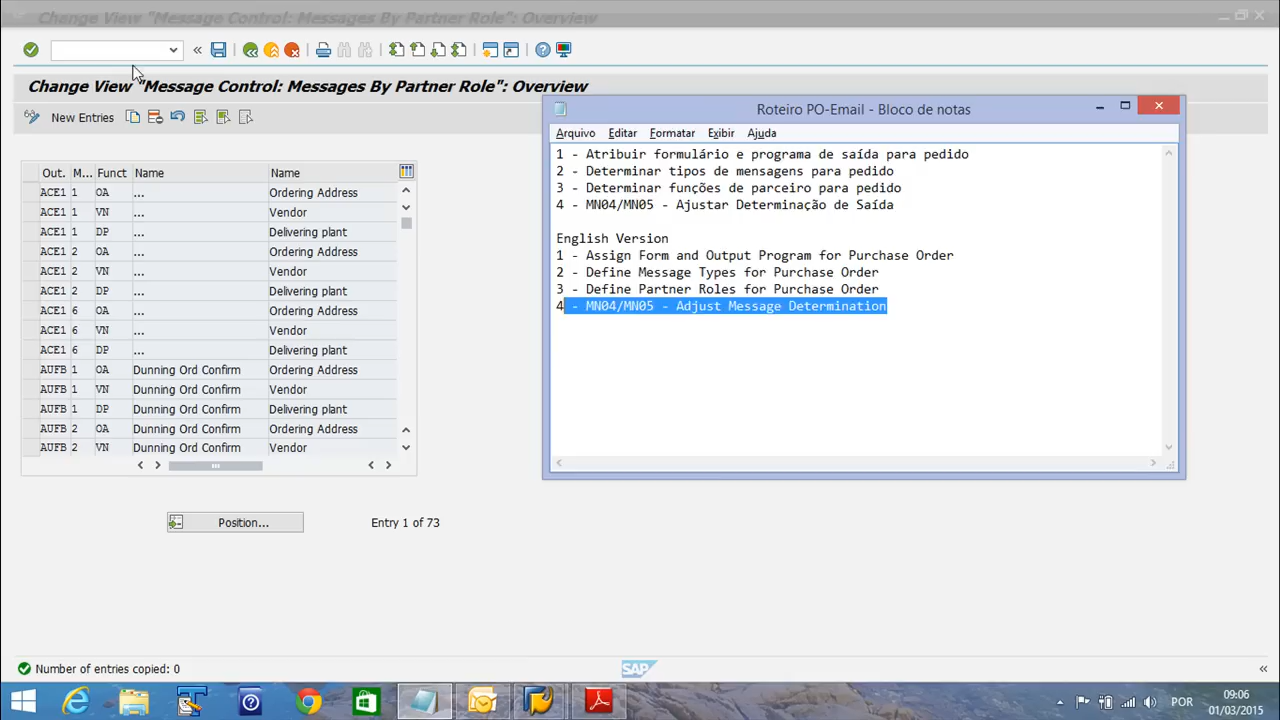 Change View "Message Control: Messages By Partner Role": Overview
Change View "Message Control: Messages By Partner Role": Overview
New Entries
Out. M... Funct Name Name
ACE1 1 OA ... Ordering Address
ACE1 1 VN ... Vendor
ACE1 1 DP ... Delivering plant
ACE1 2 OA ... Ordering Address
ACE1 2 VN ... Vendor
ACE1 2 DP ... Delivering plant
ACE1 6 OA ... Ordering Address
ACE1 6 VN ... Vendor
ACE1 6 DP ... Delivering plant
AUFB 1 OA Dunning Ord Confirm Ordering Address
AUFB 1 VN Dunning Ord Confirm Vendor
AUFB 1 DP Dunning Ord Confirm Delivering plant
AUFB 2 OA Dunning Ord Confirm Ordering Address
AUFB 2 VN Dunning Ord Confirm Vendor
Position...
Entry 1 of 73
Roteiro PO-Email - Bloco de notas
Arquivo Editar Formatar Exibir Ajuda
1 - Atribuir formulário e programa de saída para pedido
2 - Determinar tipos de mensagens para pedido
3 - Determinar funções de parceiro para pedido
4 - MN04/MN05 - Ajustar Determinação de Saída
English Version
1 - Assign Form and Output Program for Purchase Order
2 - Define Message Types for Purchase Order
3 - Define Partner Roles for Purchase Order
4 - MN04/MN05 - Adjust Message Determination
Number of entries copied: 0
SAP
POR
09:06
01/03/2015